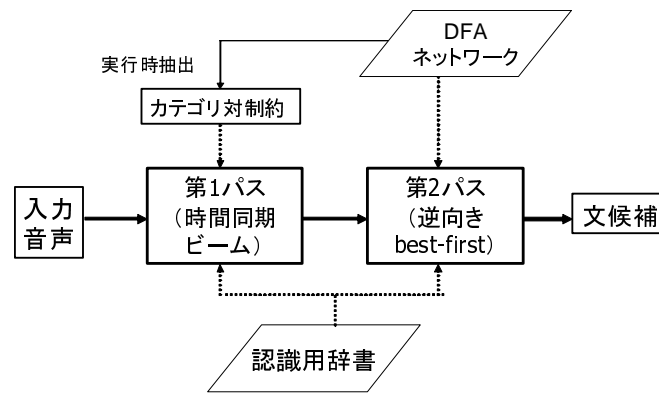 DFA
ネットワーク
実行時抽出
カテゴリ対制約
入力
音声
第1パス
（時間同期
ビーム）
第2パス
（逆向き
best-first）
文候補
認識用辞書